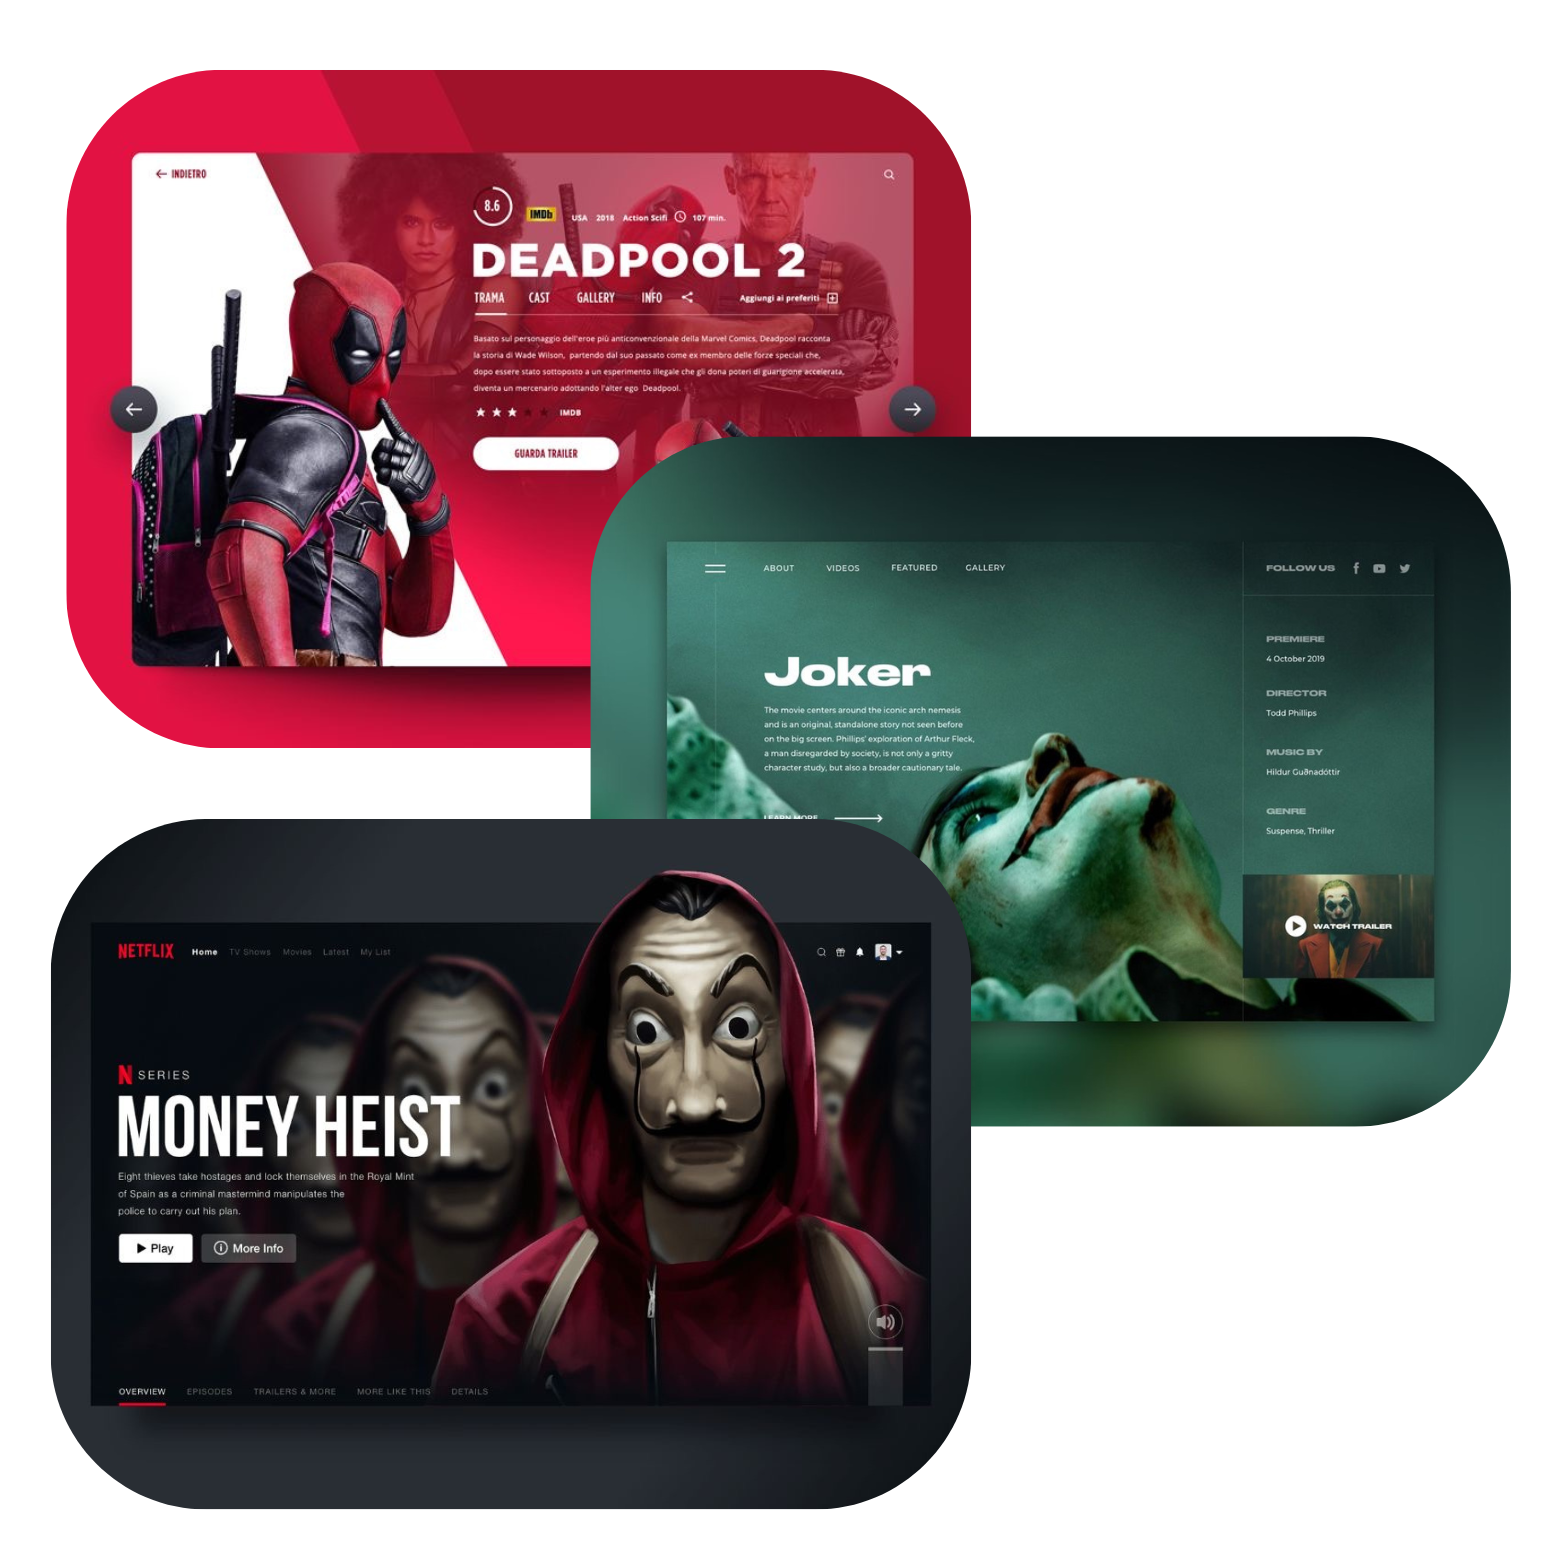 INDIETRO
8.6
IMDb
USA 2018 Action Scifi 107 min.
DEADPOOL 2
TRAMA CAST GALLERY INFO Aggiungi ai preferiti
Basato sul personaggio dell'eroe più anticonvenzionale della Marvel Comics, Deadpool racconta
la storia di Wade Wilson, partendo dal suo passato come ex membro delle forze speciali che,
dopo essere stato sottoposto a un esperimento illegale che gli dona poteri di guarigione accelerata,
diventa un mercenario adottando l'alter ego Deadpool.
IMDB
GUARDA TRAILER
ABOUT VIDEOS FEATURED GALLERY
FOLLOW US
Joker
The movie centers around the iconic arch nemesis
and is an original, standalone story not seen before
on the big screen. Phillips' exploration of Arthur Fleck,
a man disregarded by society, is not only a gritty
character study, but also a broader cautionary tale.
LEARN MORE
PREMIERE
4 October 2019
DIRECTOR
Todd Phillips
MUSIC BY
Hildur Guðnadóttir
GENRE
Suspense, Thriller
WATCH TRAILER
NETFLIX Home TV Shows Movies Latest My List
N SERIES
MONEY HEIST
Eight thieves take hostages and lock themselves in the Royal Mint
of Spain as a criminal mastermind manipulates the
police to carry out his plan.
Play More Info
OVERVIEW EPISODES TRAILERS & MORE MORE LIKE THIS DETAILS